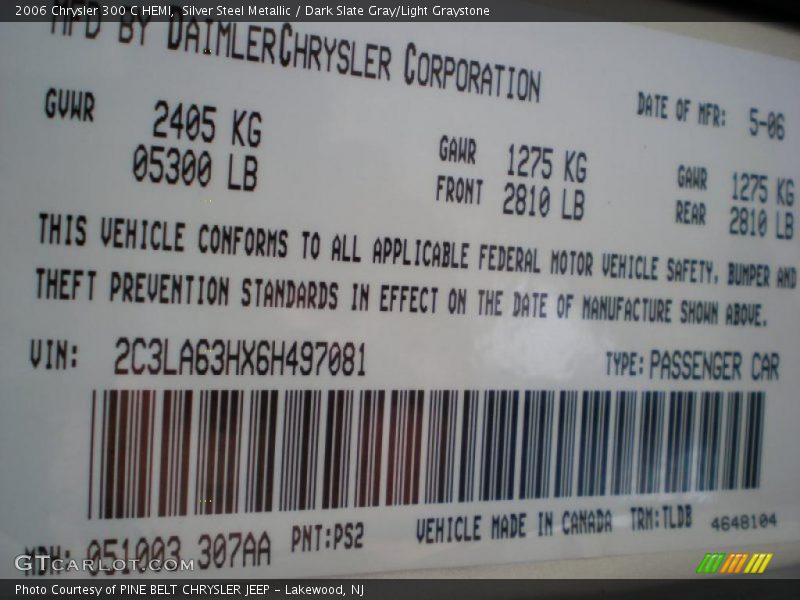 2006 Chrysler 300 C HEMI, Silver Steel Metallic / Dark Slate Gray/Light Graystone
MFD BY DAIMLERCHRYSLER CORPORATION
DATE OF MFR: 5-06
GVWR 2405 KG
05300 LB
GAWR 1275 KG
FRONT 2810 LB
GAWR 1275 KG
REAR 2810 LB
THIS VEHICLE CONFORMS TO ALL APPLICABLE FEDERAL MOTOR VEHICLE SAFETY, BUMPER AND
THEFT PREVENTION STANDARDS IN EFFECT ON THE DATE OF MANUFACTURE SHOWN ABOVE.
VIN: 2C3LA63HX6H497081 TYPE: PASSENGER CAR
MDH: 051003 307AA PNT:PS2 VEHICLE MADE IN CANADA TRM:TLDB 4648104
GTCARLOT.COM
Photo Courtesy of PINE BELT CHRYSLER JEEP - Lakewood, NJ